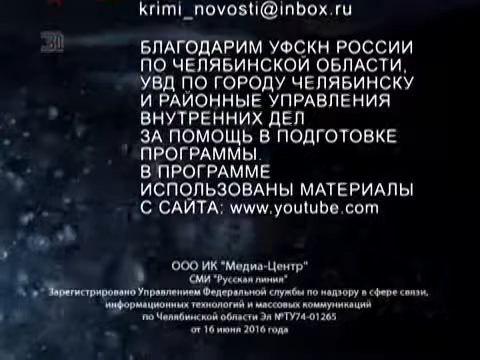 krimi_novosti@inbox.ru
БЛАГОДАРИМ УФСКН РОССИИ
ПО ЧЕЛЯБИНСКОЙ ОБЛАСТИ,
УВД ПО ГОРОДУ ЧЕЛЯБИНСКУ
И РАЙОННЫЕ УПРАВЛЕНИЯ
ВНУТРЕННИХ ДЕЛ
ЗА ПОМОЩЬ В ПОДГОТОВКЕ
ПРОГРАММЫ.
В ПРОГРАММЕ
ИСПОЛЬЗОВАНЫ МАТЕРИАЛЫ
С САЙТА: www.youtube.com
ООО ИК "Медиа-Центр"
СМИ "Русская линия"
Зарегистрировано Управлением Федеральной службы по надзору в сфере связи,
информационных технологий и массовых коммуникаций
по Челябинской области Эл №ТУ74-01265
от 16 июня 2016 года